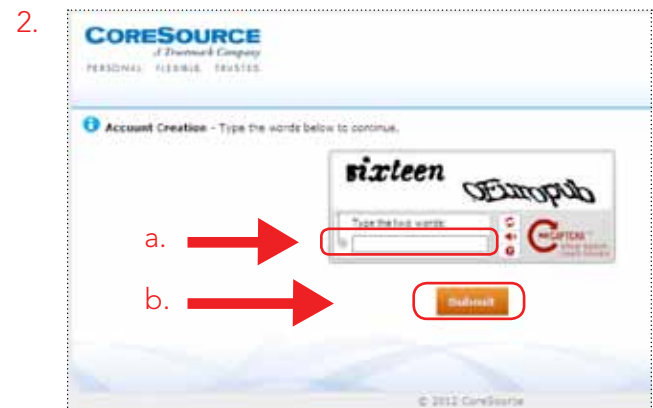 2.
CORESOURCE
A Trustmark Company
PERSONAL FLEXIBLE TRUSTED
Account Creation - Type the words below to continue.
sixteen
Type the two words:
a.
b.
Submit
© 2012 CoreSource